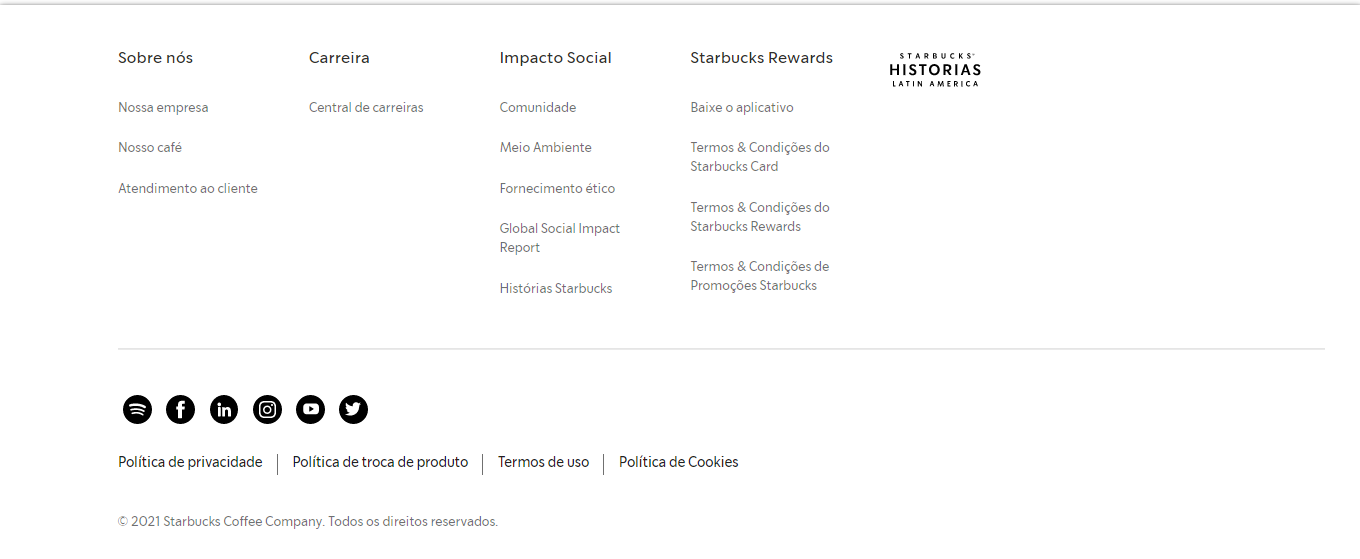 Sobre nós
Nossa empresa
Nosso café
Atendimento ao cliente
Carreira
Central de carreiras
Impacto Social
Comunidade
Meio Ambiente
Fornecimento ético
Global Social Impact
Report
Histórias Starbucks
Starbucks Rewards
Baixe o aplicativo
Termos & Condições do
Starbucks Card
Termos & Condições do
Starbucks Rewards
Termos & Condições de
Promoções Starbucks
STARBUCKS
HISTORIAS
LATIN AMERICA
Política de privacidade
Política de troca de produto
Termos de uso
Política de Cookies
© 2021 Starbucks Coffee Company. Todos os direitos reservados.